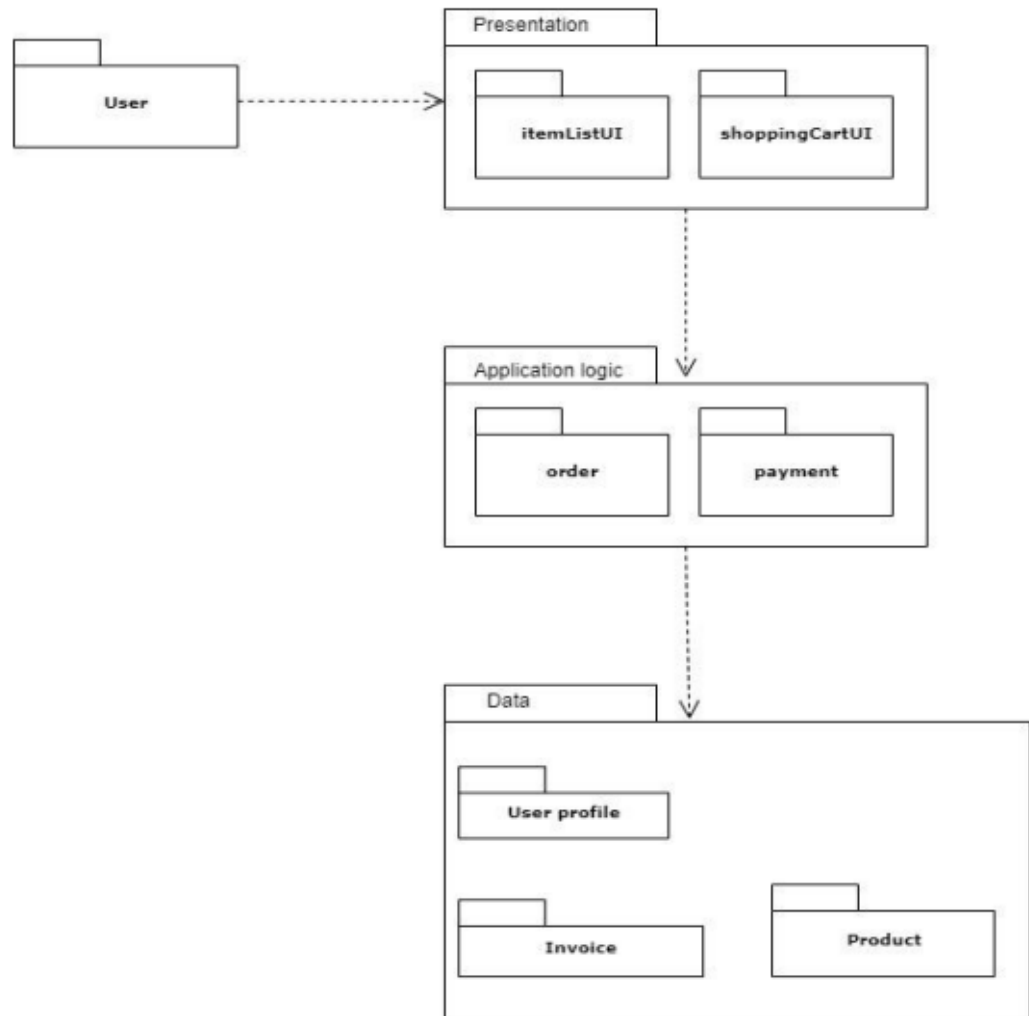 Presentation
User
itemListUI
shoppingCartUI
Application logic
order
payment
Data
User profile
Invoice
Product